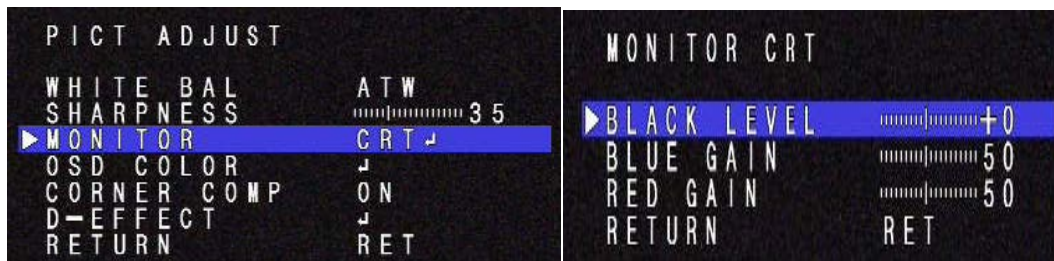 PICT ADJUST
WHITE BAL ATW
SHARPNESS 35
MONITOR CRT↲
OSD COLOR ↲
CORNER COMP ON
D-EFFECT ↲
RETURN RET
MONITOR CRT
BLACK LEVEL +0
BLUE GAIN 50
RED GAIN 50
RETURN RET